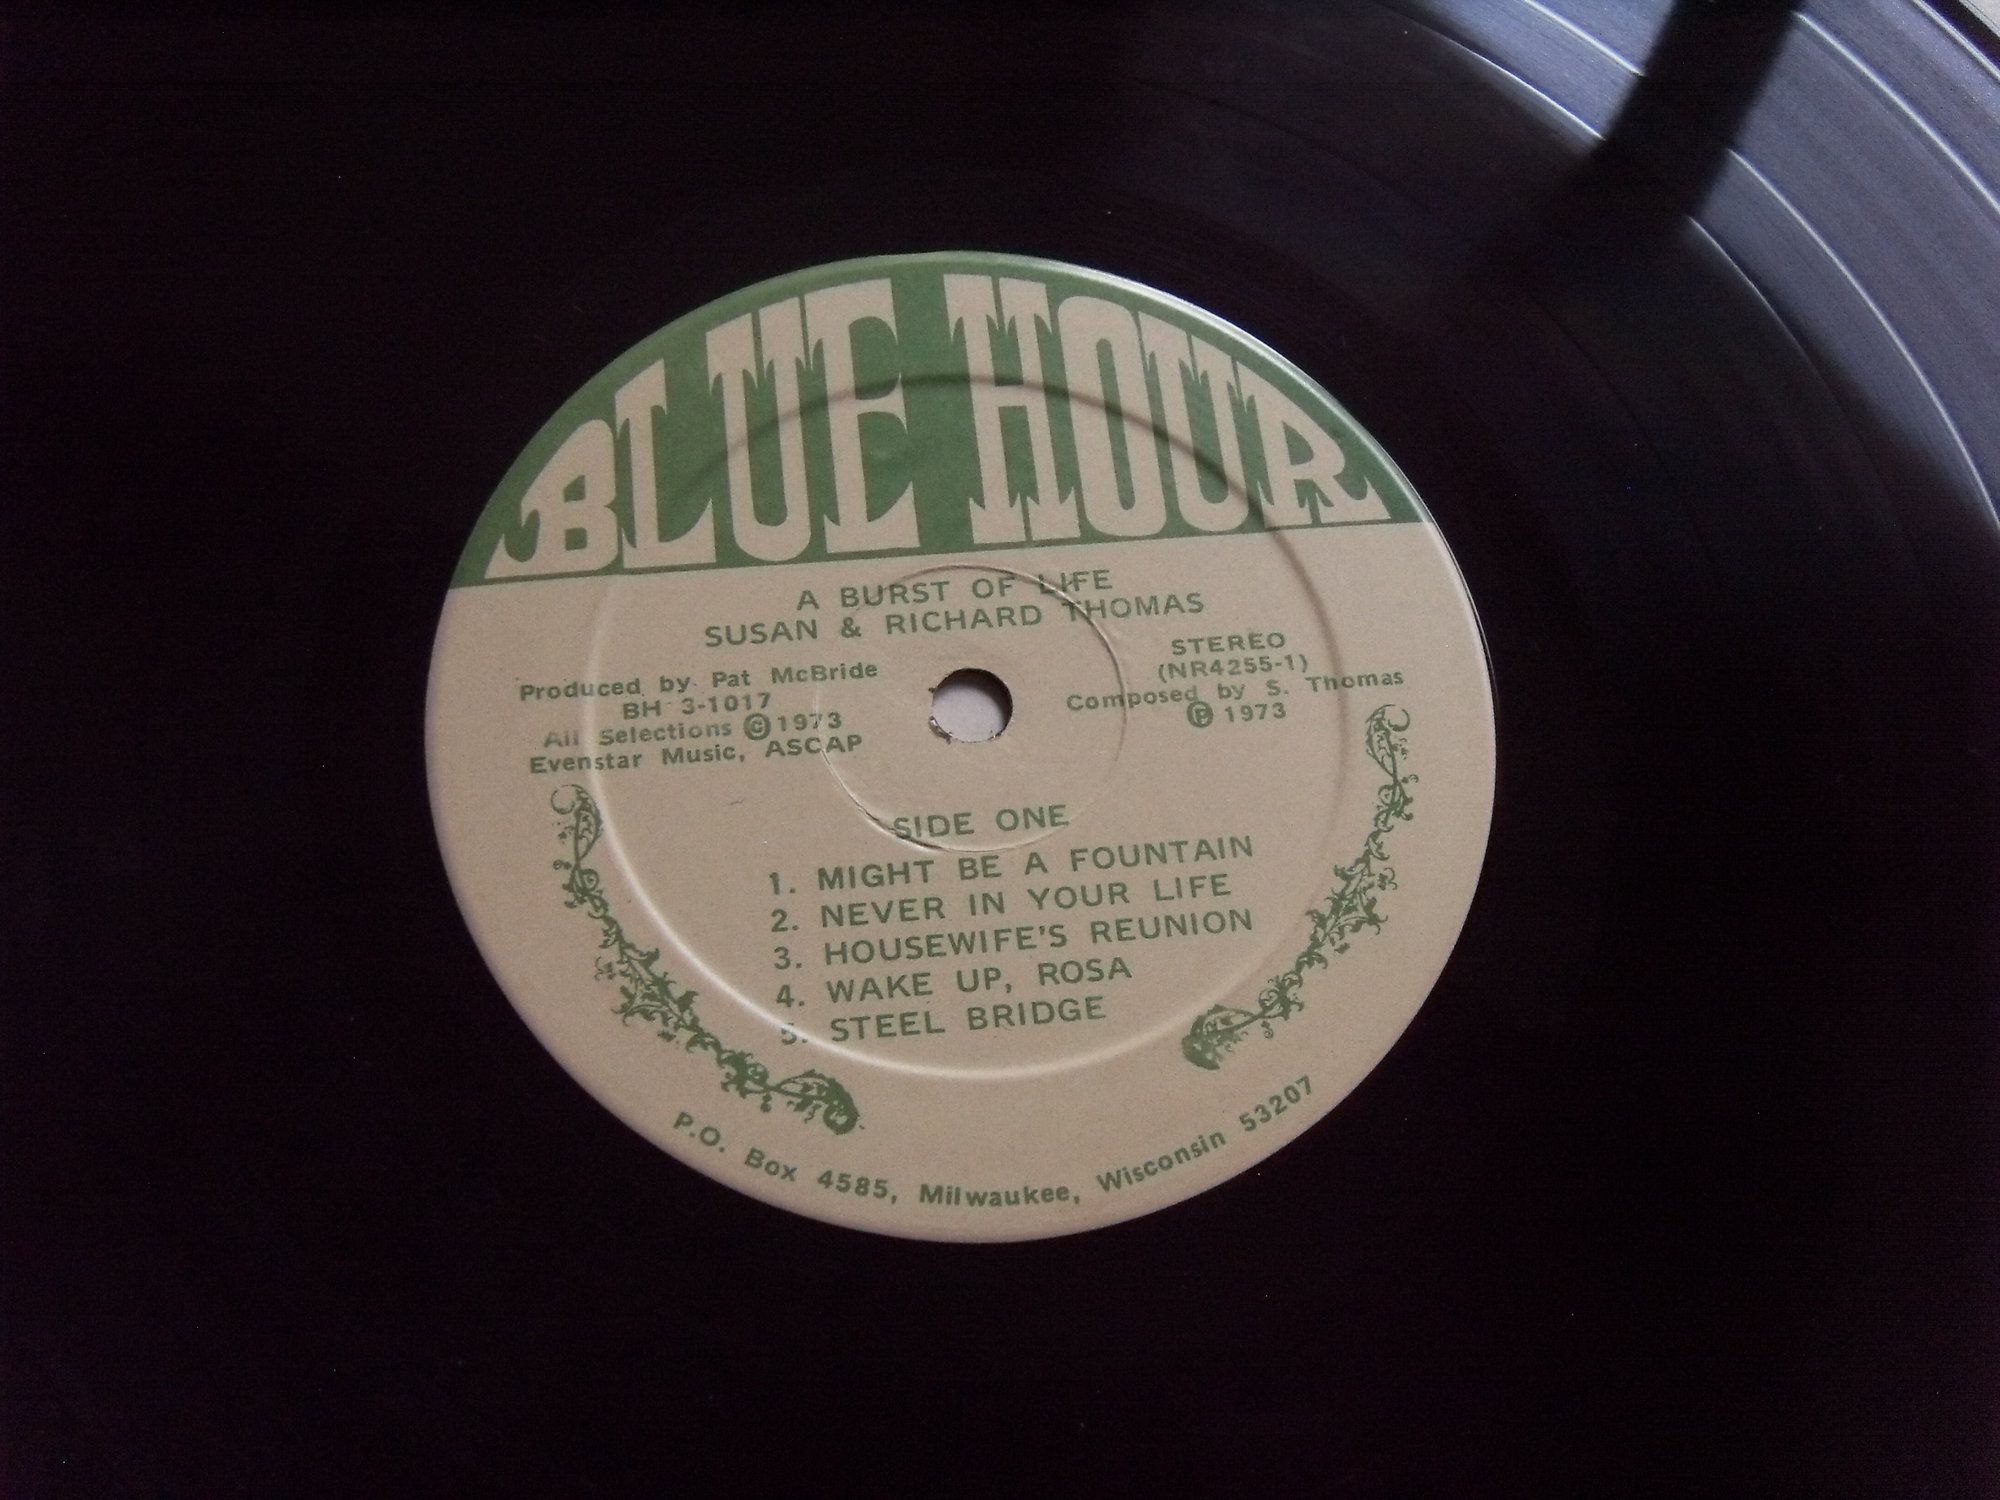 BLUE HOUR
A BURST OF LIFE
SUSAN & RICHARD THOMAS
Produced by Pat McBride
BH 3-1017
All Selections © 1973
Evenstar Music, ASCAP
STEREO
(NR4255-1)
Composed by S. Thomas
℗ 1973
SIDE ONE
1. MIGHT BE A FOUNTAIN
2. NEVER IN YOUR LIFE
3. HOUSEWIFE'S REUNION
4. WAKE UP, ROSA
5. STEEL BRIDGE
P.O. Box 4585, Milwaukee, Wisconsin 53207